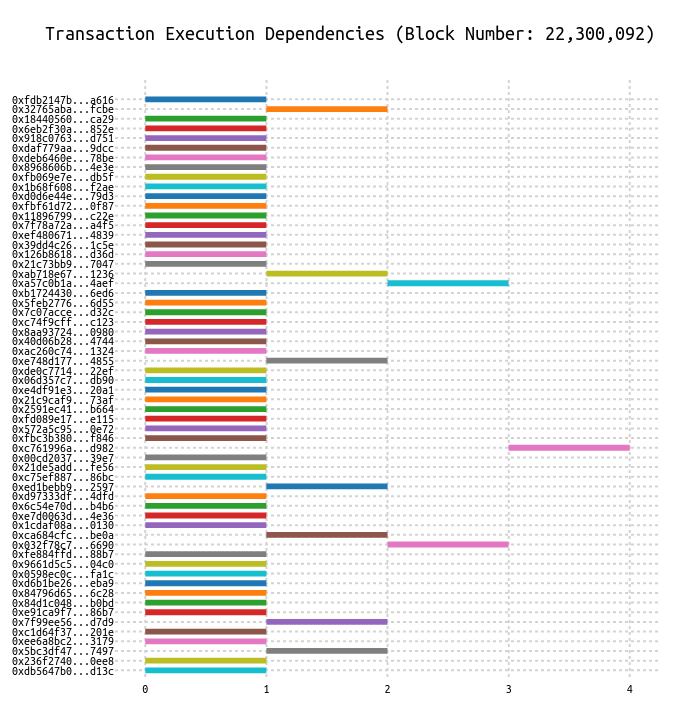 Transaction Execution Dependencies (Block Number: 22,300,092)
0xfdb2147b...a616
0x32765aba...fcbe
0x18440560...ca29
0x6eb2f30a...852e
0x918c0763...d751
0xdaf779aa...9dcc
0xdeb6460e...78be
0x8968606b...4e3e
0xfb069e7e...db5f
0x1b68f608...f2ae
0xd0d6e44e...79d3
0xfbf61d72...0f87
0x11896799...c22e
0x7f78a72a...a4f5
0xef480671...4839
0x39dd4c26...1c5e
0x126b8618...d36d
0x21c73bb9...7047
0xab718e67...1236
0xa57c0b1a...4aef
0xb1724430...6ed6
0x5feb2776...6d55
0x7c07acce...d32c
0xc74f9cff...c123
0x8aa93724...0980
0x40d06b28...4744
0xac260c74...1324
0xe748d177...4855
0xde0c7714...22ef
0x06d357c7...db90
0xe4df91e3...20a1
0x21c9caf9...73af
0x2591ec41...b664
0xfd089e17...e115
0x572a5c95...0e72
0xfbc3b380...f846
0xc761996a...d982
0x00cd2037...39e7
0x21de5add...fe56
0xc75ef887...86bc
0xed1bebb9...2597
0xd97333df...4dfd
0x6c54e70d...b4b6
0xe7d0063d...4e36
0x1cdaf08a...0130
0xca684cfc...be0a
0x032f78c7...6690
0xfe884ffd...88b7
0x9661d5c5...04c0
0x0598ec0c...fa1c
0xd6b1be26...eba9
0x84796d65...6c28
0x84d1c048...b0bd
0xe91ca9f7...86b7
0x7f99ee56...d7d9
0xc1d64f37...201e
0xee6a8bc2...3179
0x5bc3df47...7497
0x236f2740...0ee8
0xdb5647b0...d13c
0 1 2 3 4